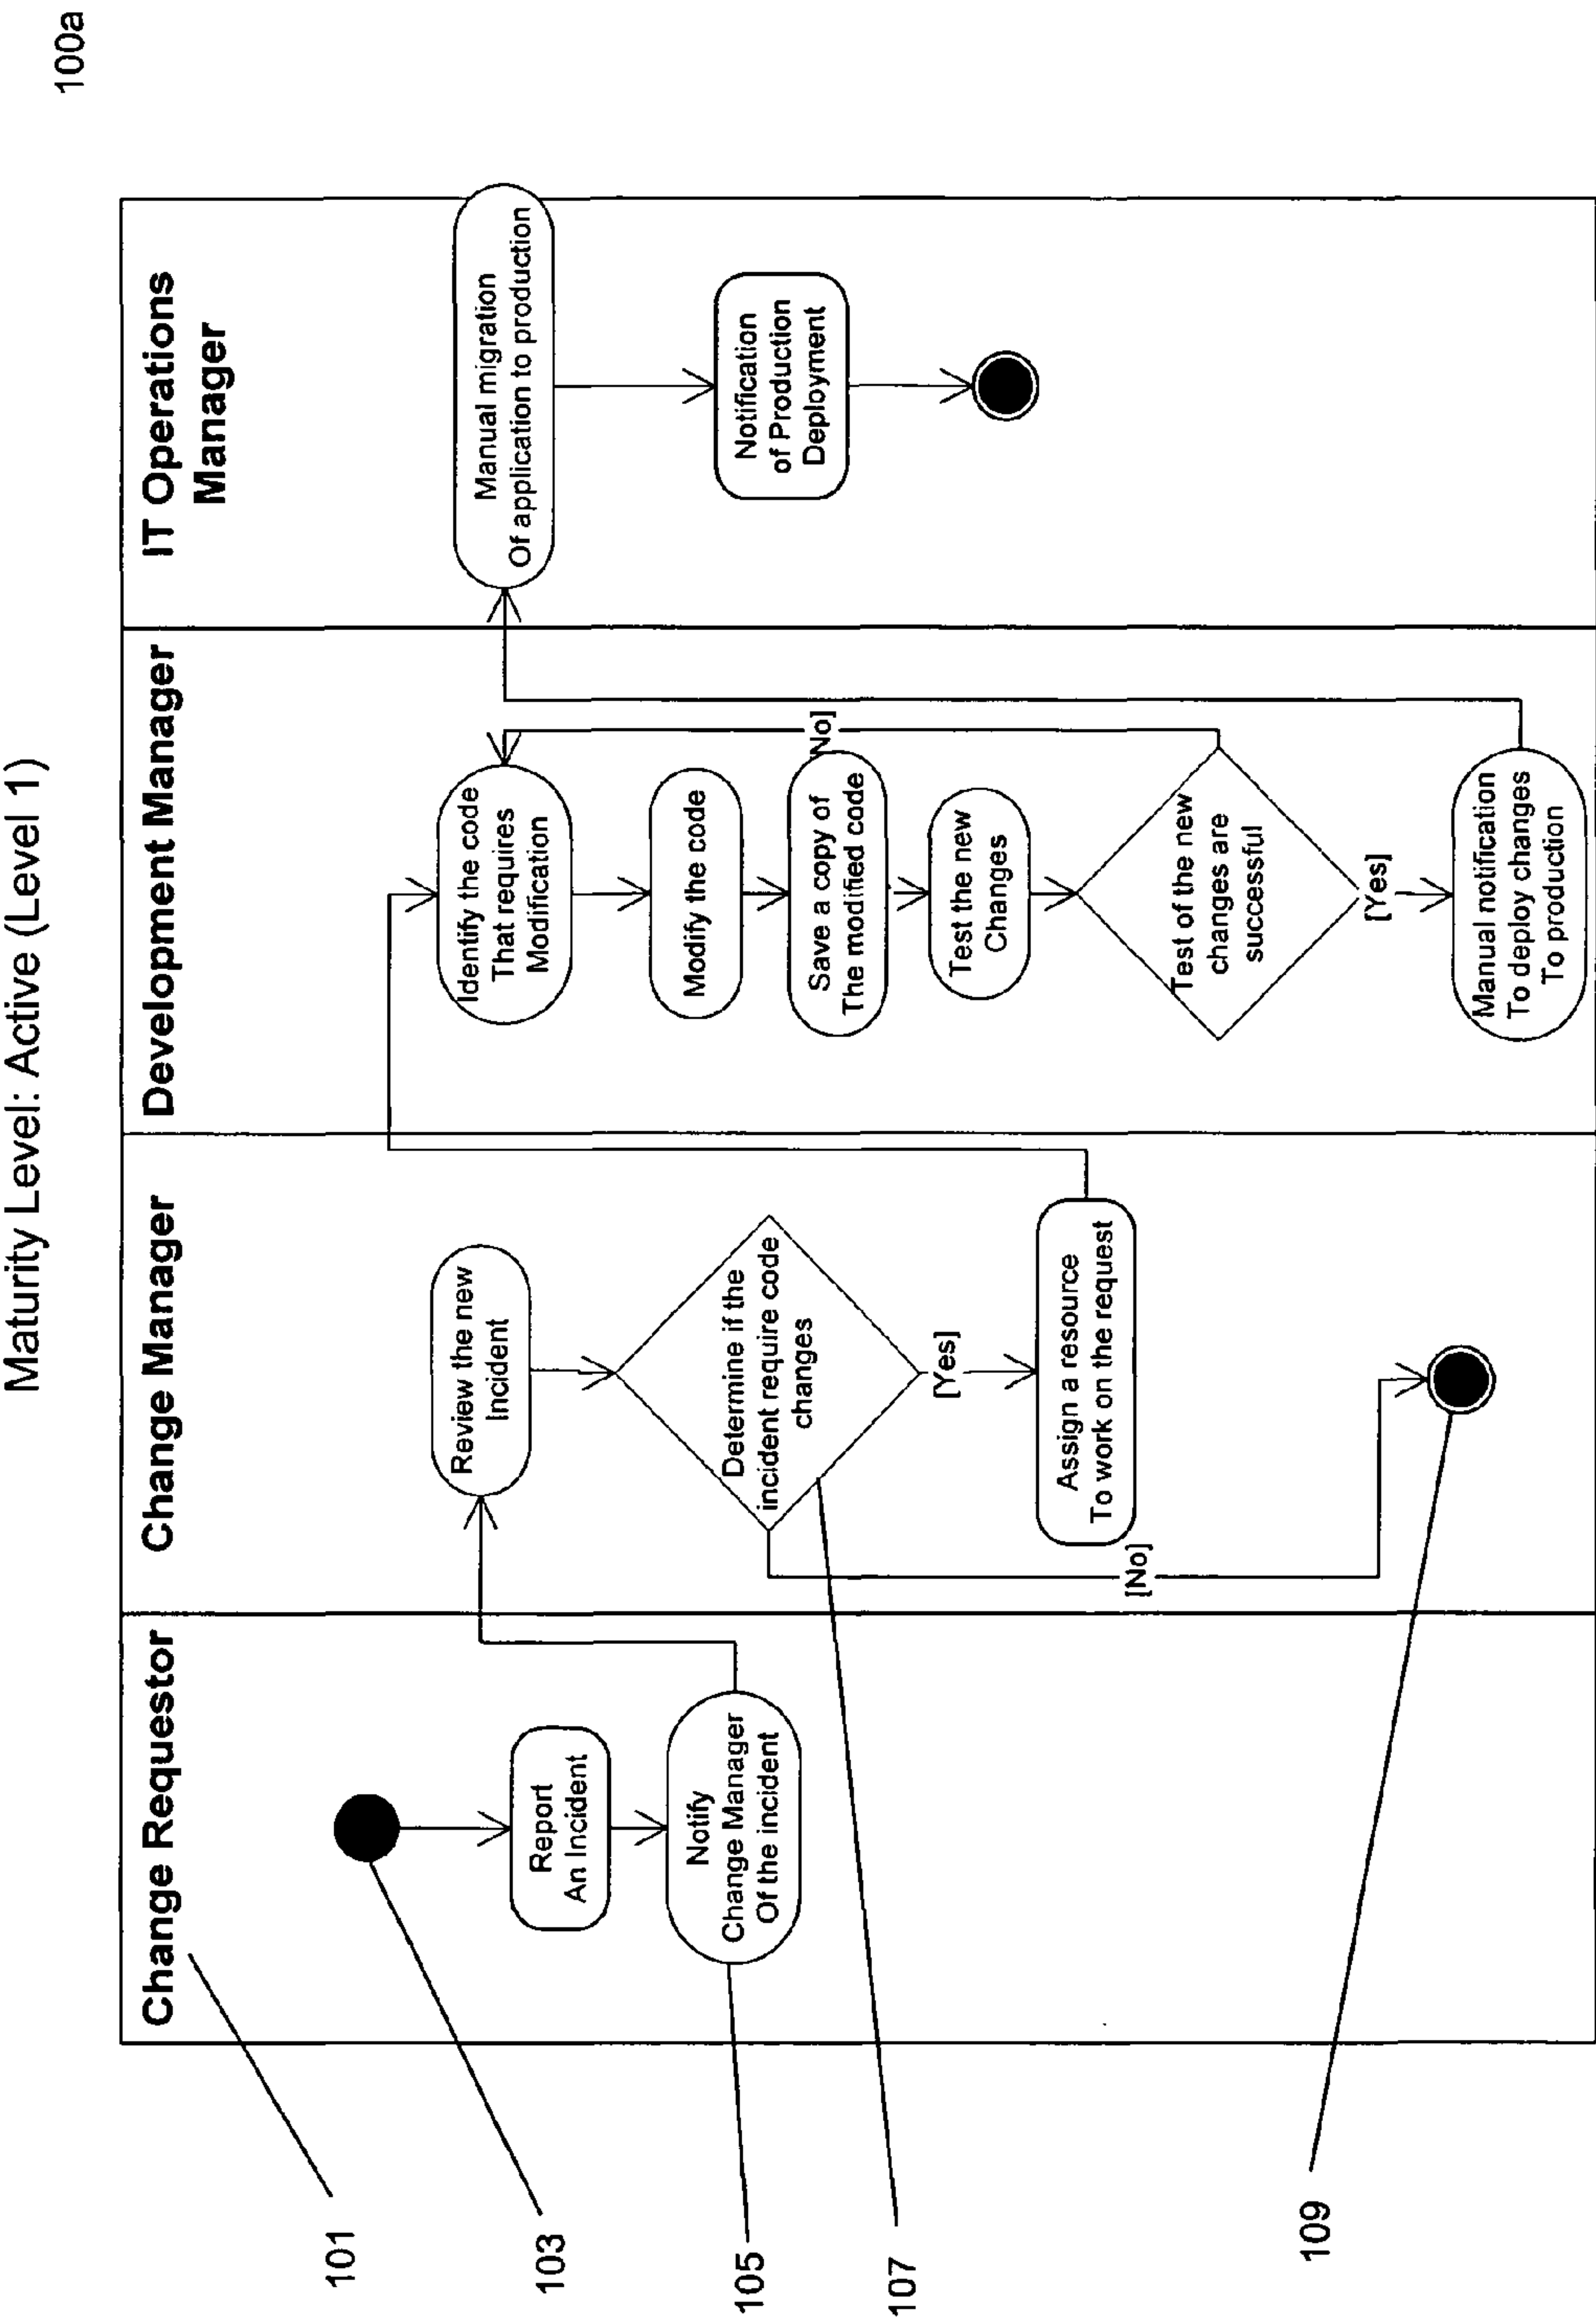 Maturity Level: Active (Level 1)
100a
Change Requestor
Change Manager
Development Manager
IT Operations
Manager
Report
An Incident
Notify
Change Manager
Of the incident
Review the new
Incident
Determine if the
incident require code
changes
[Yes]
Assign a resource
To work on the request
[No]
Identify the code
That requires
Modification
Modify the code
Save a copy of
The modified code
[No]
Test the new
Changes
Test of the new
changes are
successful
[Yes]
Manual notification
To deploy changes
To production
Manual migration
Of application to production
Notification
of Production
Deployment
101
103
105
107
109